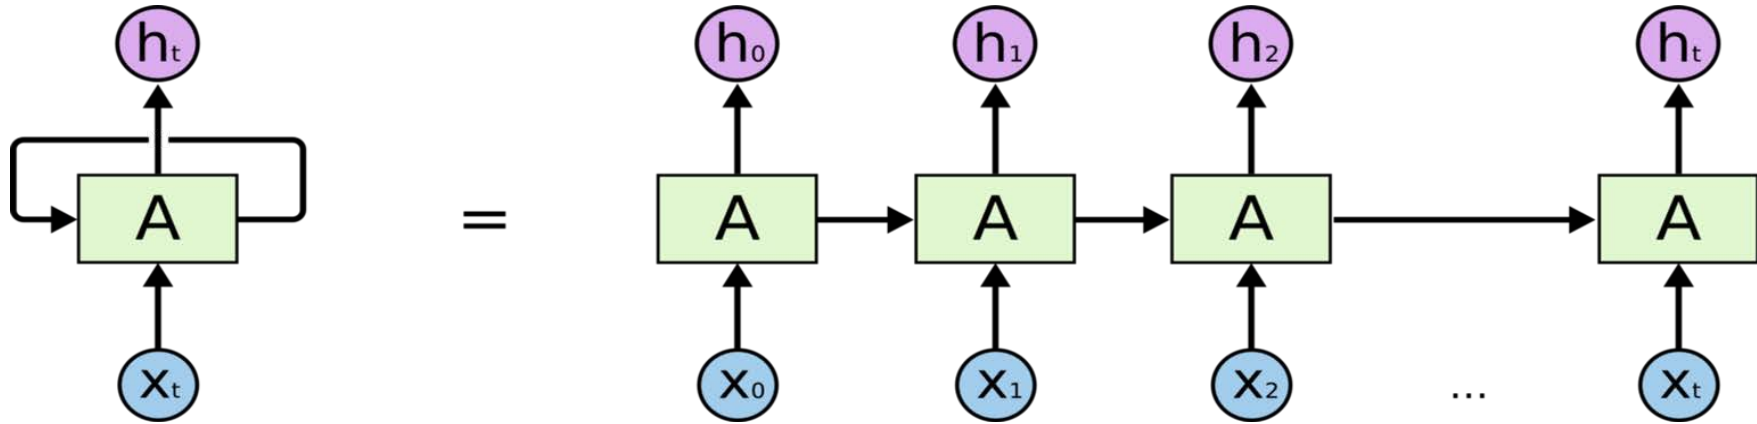 hₜ h₀ h₁ h₂ hₜ
A = A A A A
xₜ x₀ x₁ x₂ ... xₜ